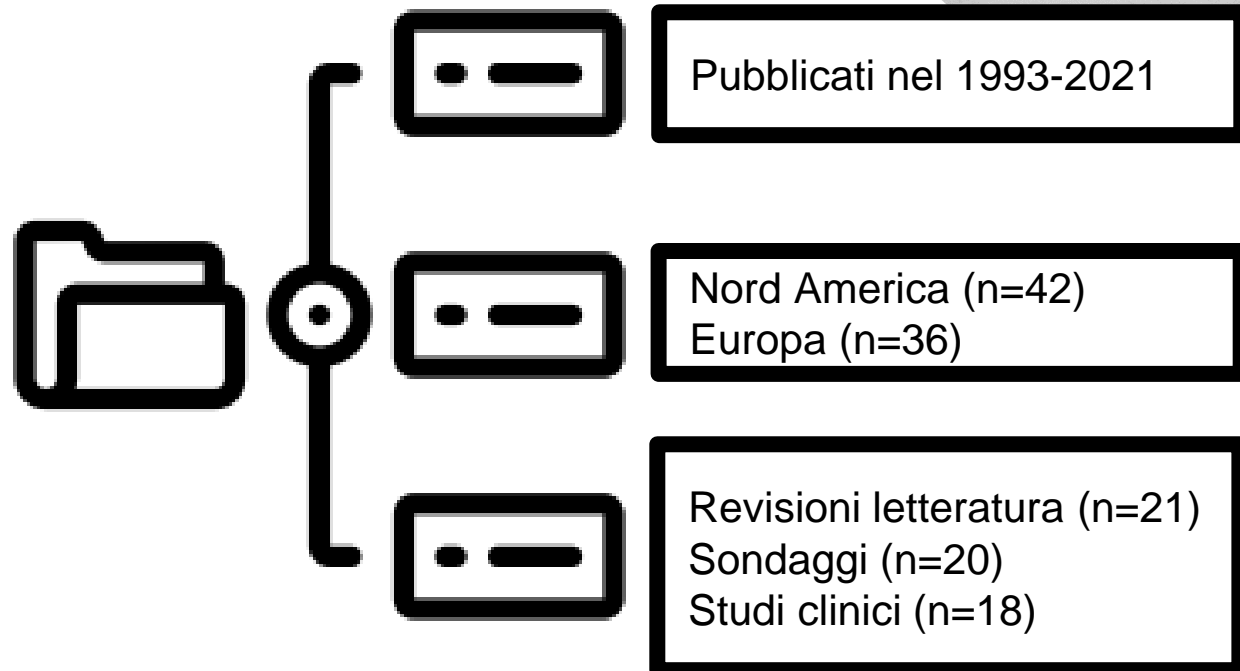 Pubblicati nel 1993-2021
Nord America (n=42)
Europa (n=36)
Revisioni letteratura (n=21)
Sondaggi (n=20)
Studi clinici (n=18)